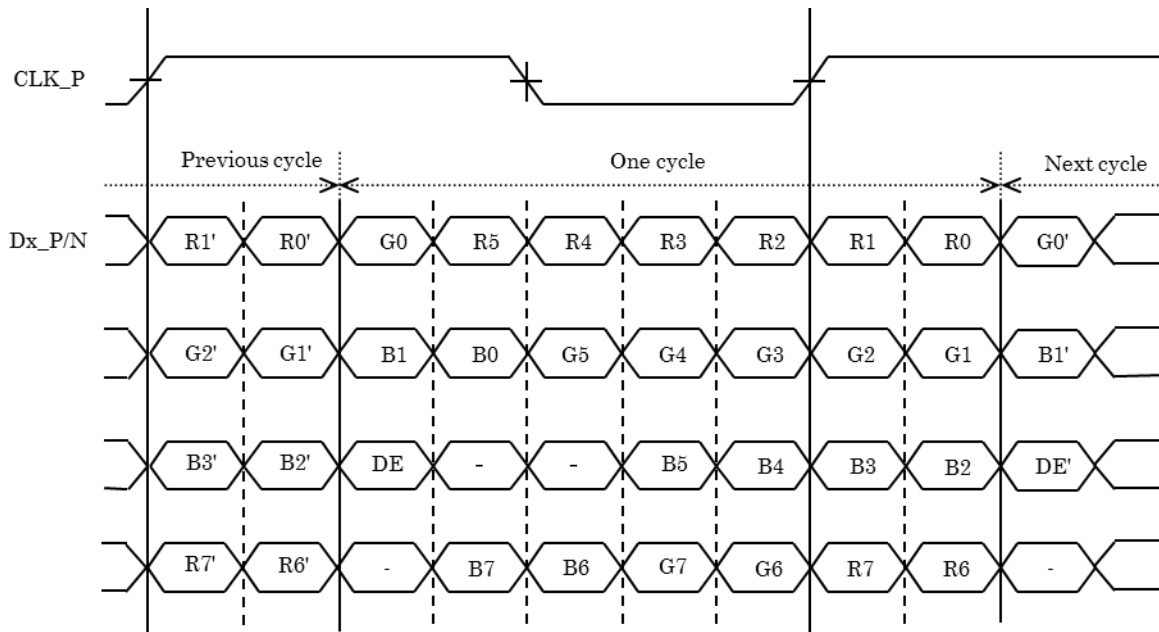 CLK_P
Previous cycle One cycle Next cycle
Dx_P/N R1' R0' G0 R5 R4 R3 R2 R1 R0 G0'
G2' G1' B1 B0 G5 G4 G3 G2 G1 B1'
B3' B2' DE - - B5 B4 B3 B2 DE'
R7' R6' - B7 B6 G7 G6 R7 R6 -